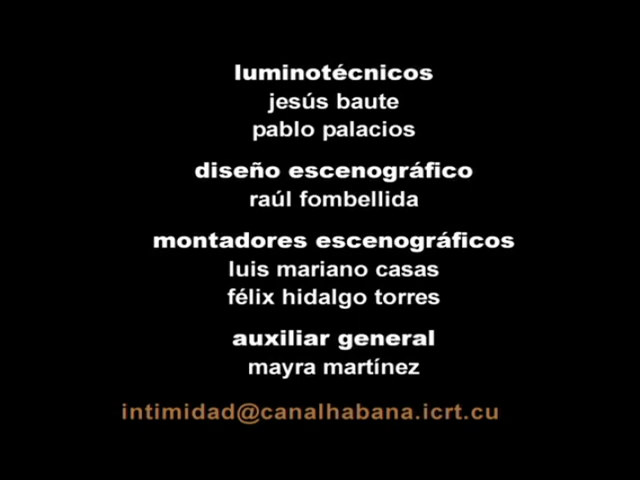 luminotécnicos
jesús baute
pablo palacios
diseño escenográfico
raúl fombellida
montadores escenográficos
luis mariano casas
félix hidalgo torres
auxiliar general
mayra martínez
intimidad@canalhabana.icrt.cu